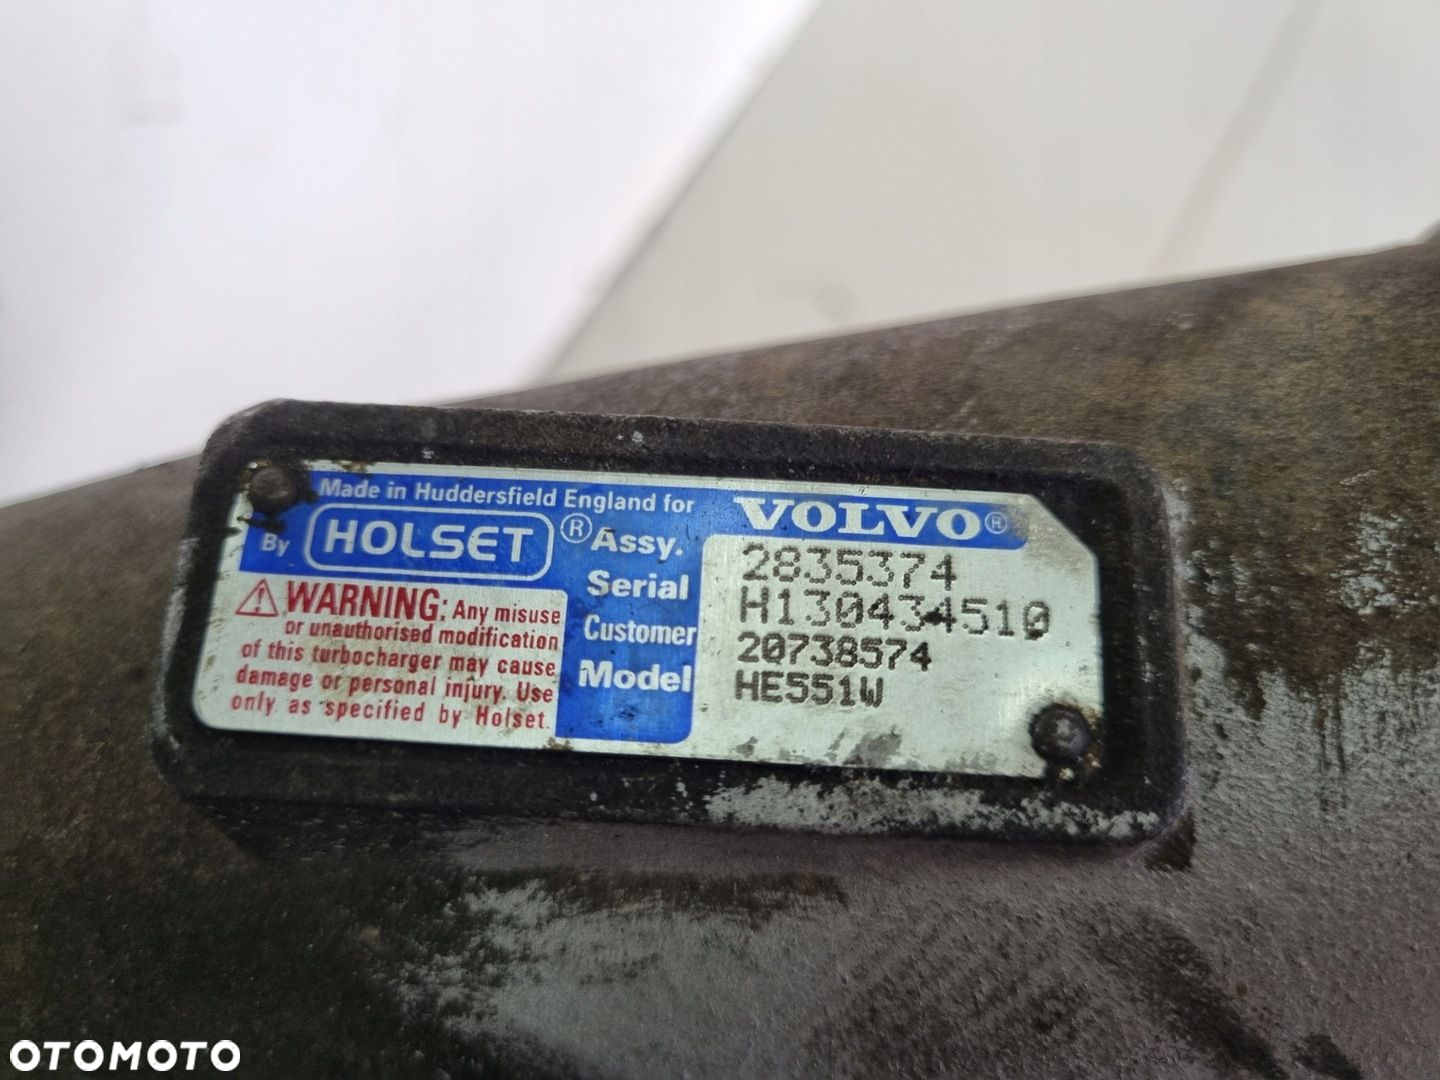 Made in Huddersfield England for VOLVO®
By HOLSET®
Assy. 2835374
Serial H130434510
Customer 20738574
Model HE551W
WARNING: Any misuse
or unauthorised modification
of this turbocharger may cause
damage or personal injury. Use
only as specified by Holset.
OTOMOTO